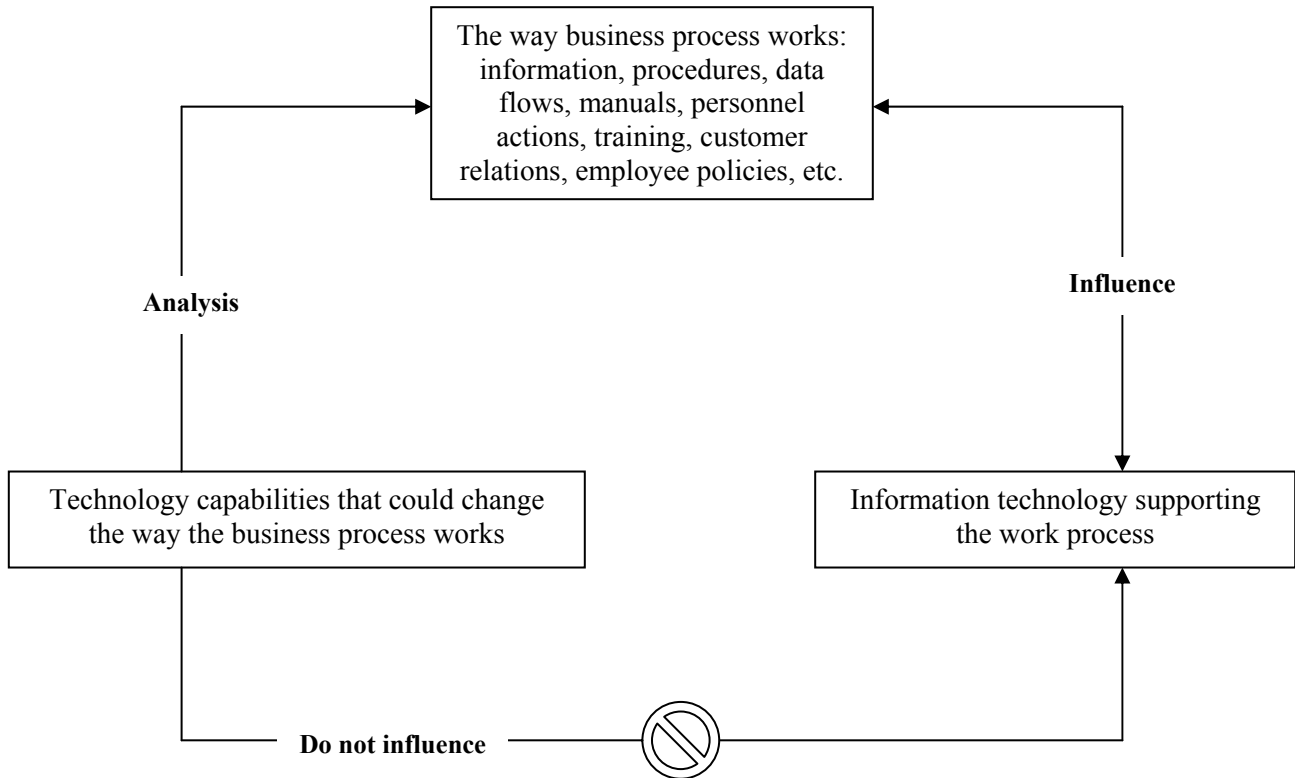 The way business process works:
information, procedures, data
flows, manuals, personnel
actions, training, customer
relations, employee policies, etc.
Analysis
Influence
Technology capabilities that could change
the way the business process works
Information technology supporting
the work process
Do not influence